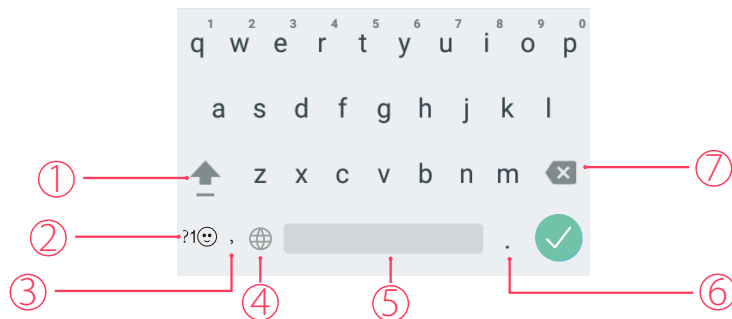 1 2 3 4 5 6 7 8 9 0
q w e r t y u i o p
a s d f g h j k l
① z x c v b n m ⑦
② ?1☺ , .
③ ④ ⑤ ⑥